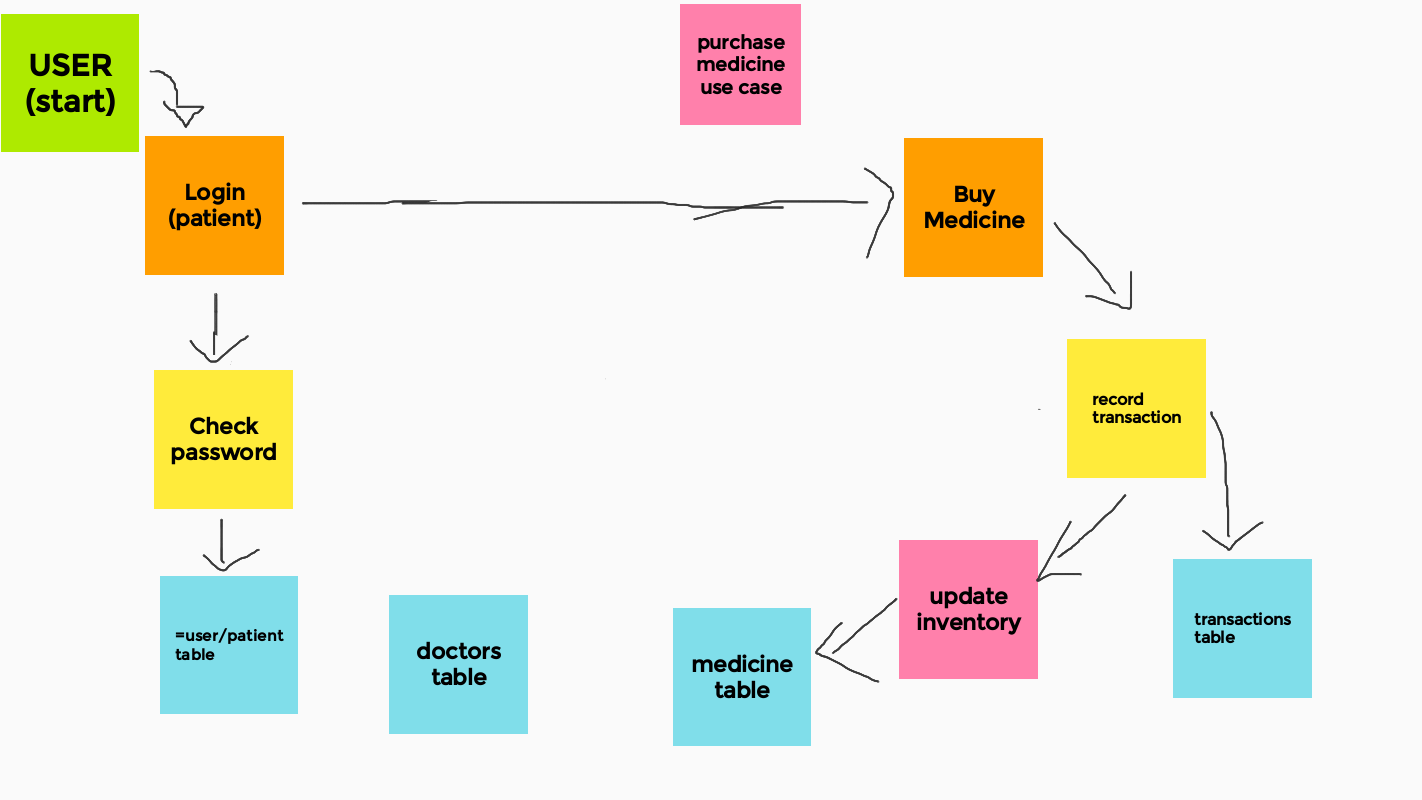 USER
(start)
purchase
medicine
use case
Login
(patient)
Buy
Medicine
record
transaction
Check
password
update
inventory
=user/patient
table
doctors
table
medicine
table
transactions
table